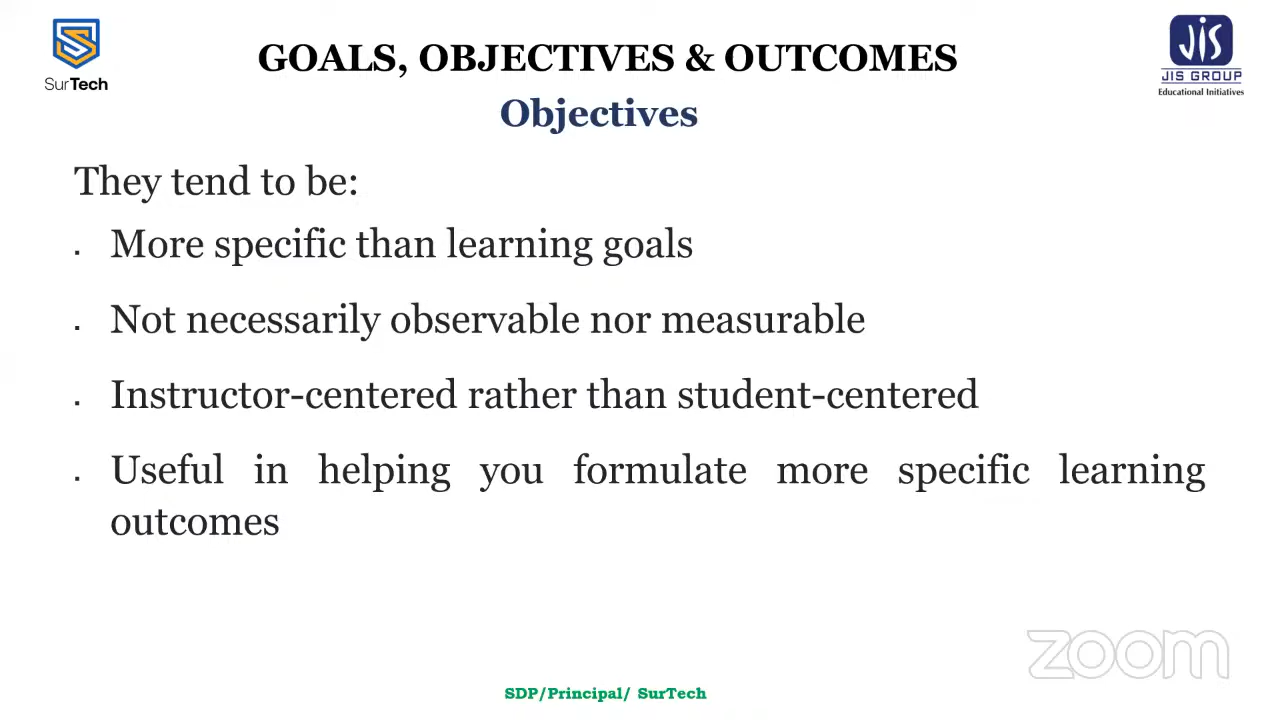 SurTech
GOALS, OBJECTIVES & OUTCOMES
JIS
JIS GROUP
Educational Initiatives
Objectives
They tend to be:
▪ More specific than learning goals
▪ Not necessarily observable nor measurable
▪ Instructor-centered rather than student-centered
▪ Useful in helping you formulate more specific learning
outcomes
zoom
SDP/Principal/ SurTech